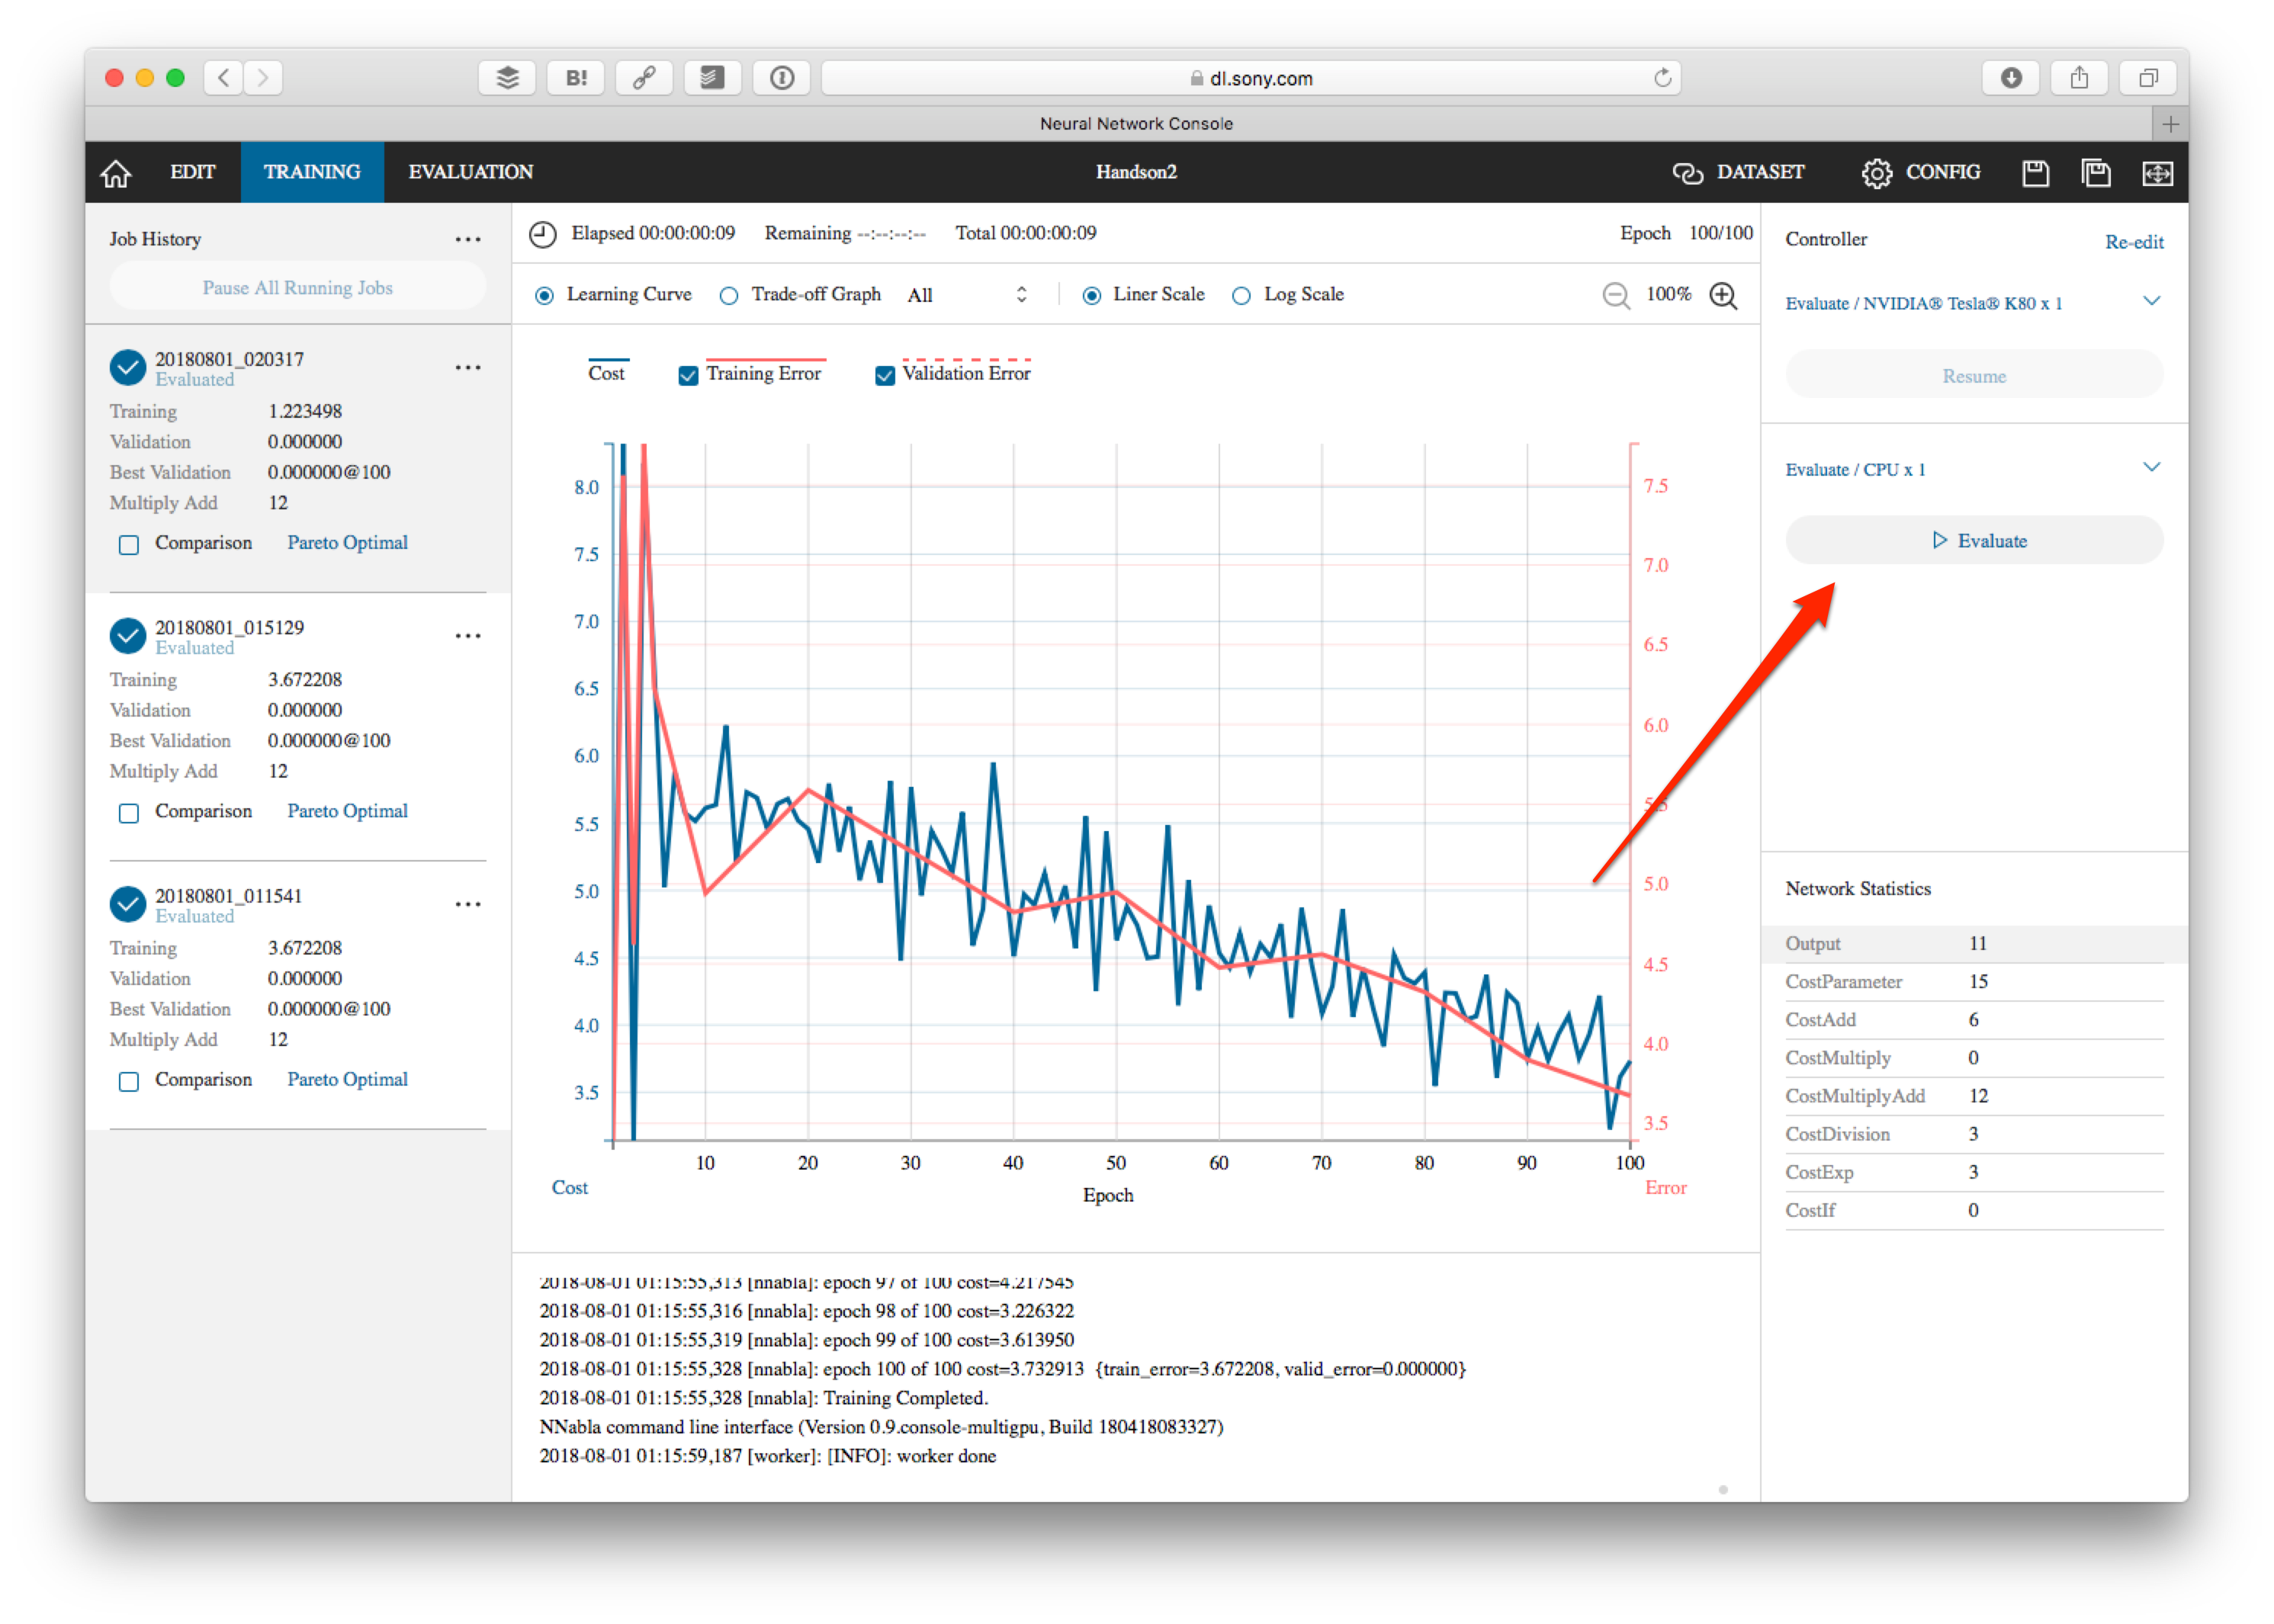 B!
dl.sony.com
Neural Network Console
EDIT TRAINING EVALUATION Handson2 DATASET CONFIG
Job History
Pause All Running Jobs
20180801_020317
Evaluated
Training 1.223498
Validation 0.000000
Best Validation 0.000000@100
Multiply Add 12
Comparison Pareto Optimal
20180801_015129
Evaluated
Training 3.672208
Validation 0.000000
Best Validation 0.000000@100
Multiply Add 12
Comparison Pareto Optimal
20180801_011541
Evaluated
Training 3.672208
Validation 0.000000
Best Validation 0.000000@100
Multiply Add 12
Comparison Pareto Optimal
Elapsed 00:00:00:09 Remaining --:--:--:-- Total 00:00:00:09 Epoch 100/100
Learning Curve Trade-off Graph All Liner Scale Log Scale 100%
Cost Training Error Validation Error
8.0
7.5
7.0
6.5
6.0
5.5
5.0
4.5
4.0
3.5
7.5
7.0
6.5
6.0
5.5
5.0
4.5
4.0
3.5
10 20 30 40 50 60 70 80 90 100
Cost Epoch Error
2018-08-01 01:15:55,313 [nnabla]: epoch 97 of 100 cost=4.217545
2018-08-01 01:15:55,316 [nnabla]: epoch 98 of 100 cost=3.226322
2018-08-01 01:15:55,319 [nnabla]: epoch 99 of 100 cost=3.613950
2018-08-01 01:15:55,328 [nnabla]: epoch 100 of 100 cost=3.732913 {train_error=3.672208, valid_error=0.000000}
2018-08-01 01:15:55,328 [nnabla]: Training Completed.
NNabla command line interface (Version 0.9.console-multigpu, Build 180418083327)
2018-08-01 01:15:59,187 [worker]: [INFO]: worker done
Controller Re-edit
Evaluate / NVIDIA® Tesla® K80 x 1
Resume
Evaluate / CPU x 1
Evaluate
Network Statistics
Output 11
CostParameter 15
CostAdd 6
CostMultiply 0
CostMultiplyAdd 12
CostDivision 3
CostExp 3
CostIf 0